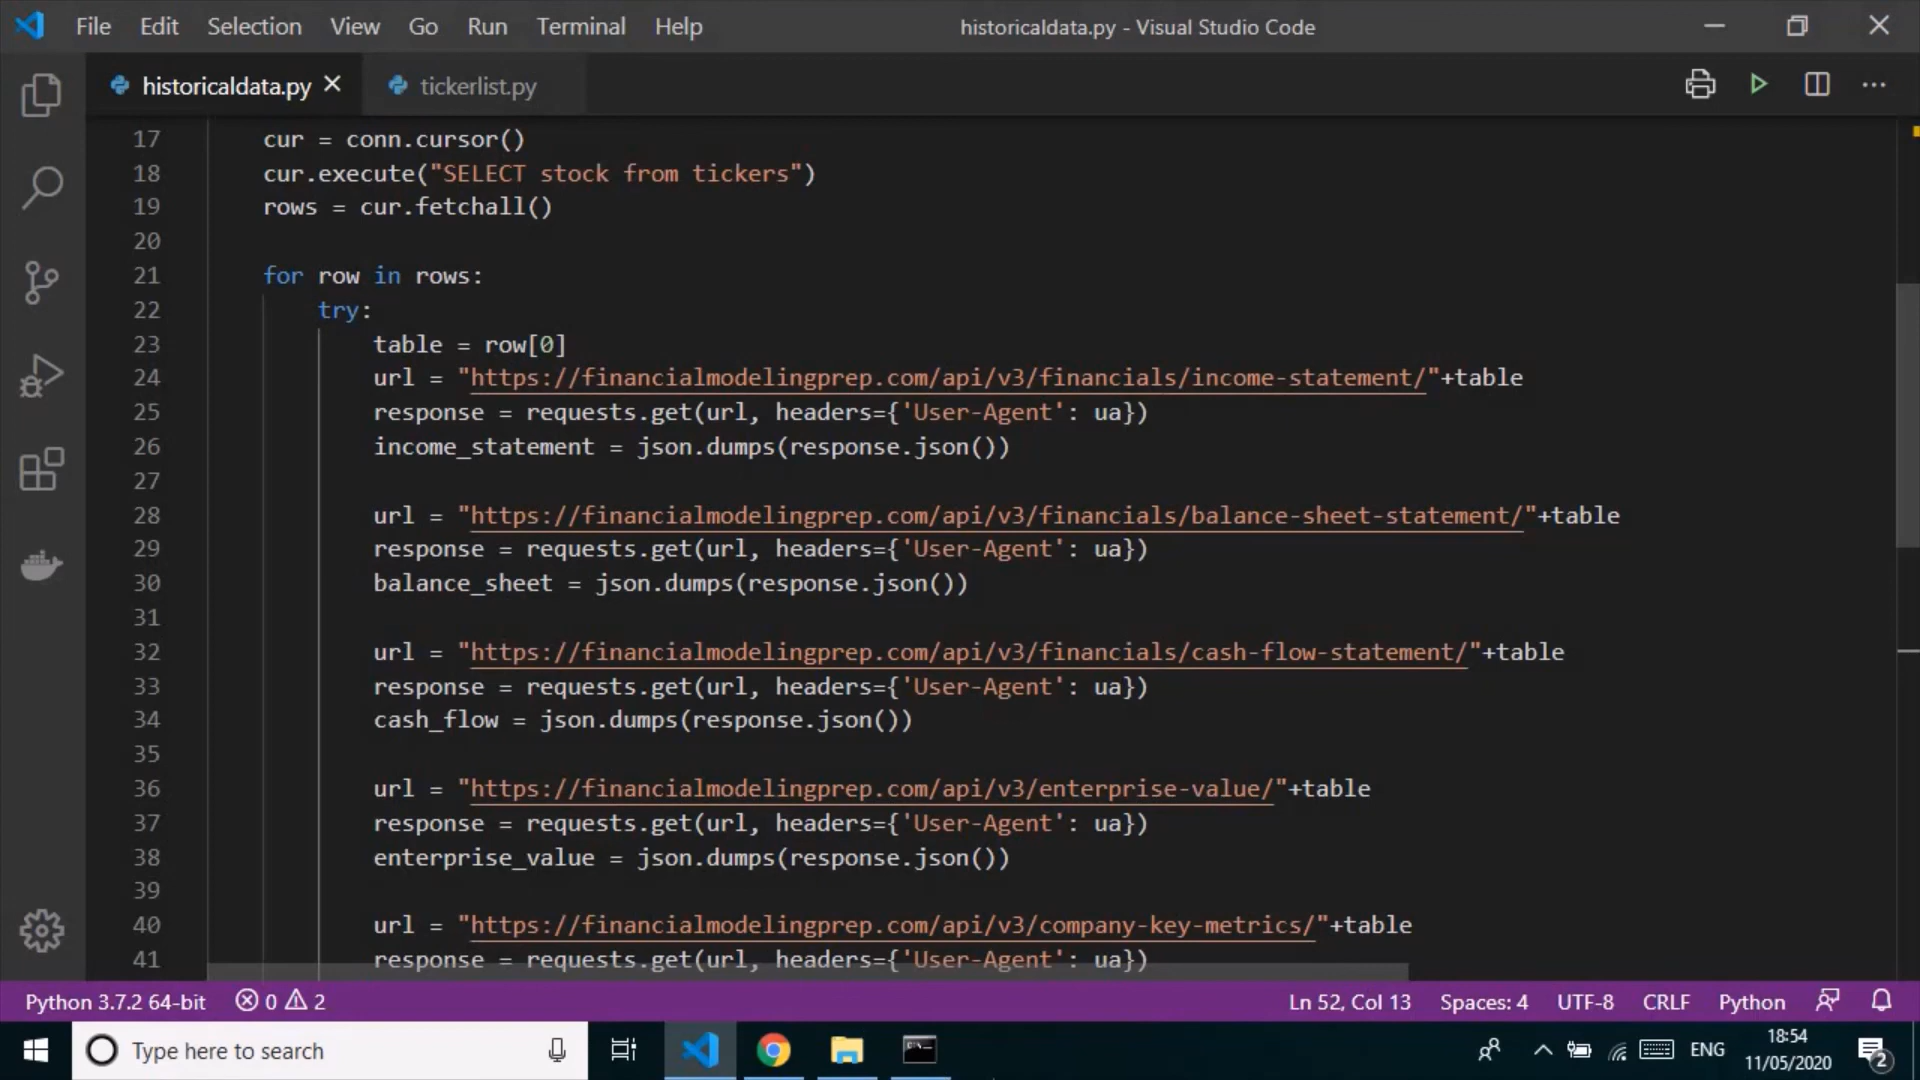 File Edit Selection View Go Run Terminal Help historicaldata.py - Visual Studio Code
historicaldata.py tickerlist.py
17 cur = conn.cursor()
18 cur.execute("SELECT stock from tickers")
19 rows = cur.fetchall()
20
21 for row in rows:
22 try:
23 table = row[0]
24 url = "https://financialmodelingprep.com/api/v3/financials/income-statement/"+table
25 response = requests.get(url, headers={'User-Agent': ua})
26 income_statement = json.dumps(response.json())
27
28 url = "https://financialmodelingprep.com/api/v3/financials/balance-sheet-statement/"+table
29 response = requests.get(url, headers={'User-Agent': ua})
30 balance_sheet = json.dumps(response.json())
31
32 url = "https://financialmodelingprep.com/api/v3/financials/cash-flow-statement/"+table
33 response = requests.get(url, headers={'User-Agent': ua})
34 cash_flow = json.dumps(response.json())
35
36 url = "https://financialmodelingprep.com/api/v3/enterprise-value/"+table
37 response = requests.get(url, headers={'User-Agent': ua})
38 enterprise_value = json.dumps(response.json())
39
40 url = "https://financialmodelingprep.com/api/v3/company-key-metrics/"+table
41 response = requests.get(url, headers={'User-Agent': ua})
Python 3.7.2 64-bit 0 2 Ln 52, Col 13 Spaces: 4 UTF-8 CRLF Python
Type here to search ENG 18:54
11/05/2020 2